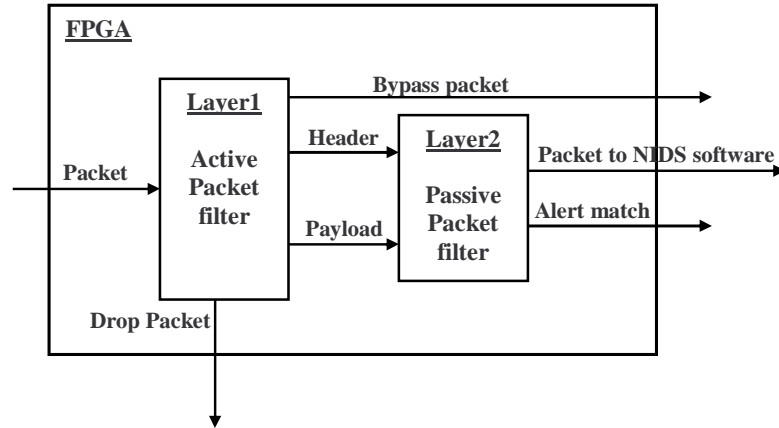 FPGA
Layer1
Active
Packet
filter
Bypass packet
Header
Layer2
Passive
Packet
filter
Packet to NIDS software
Packet
Payload
Alert match
Drop Packet